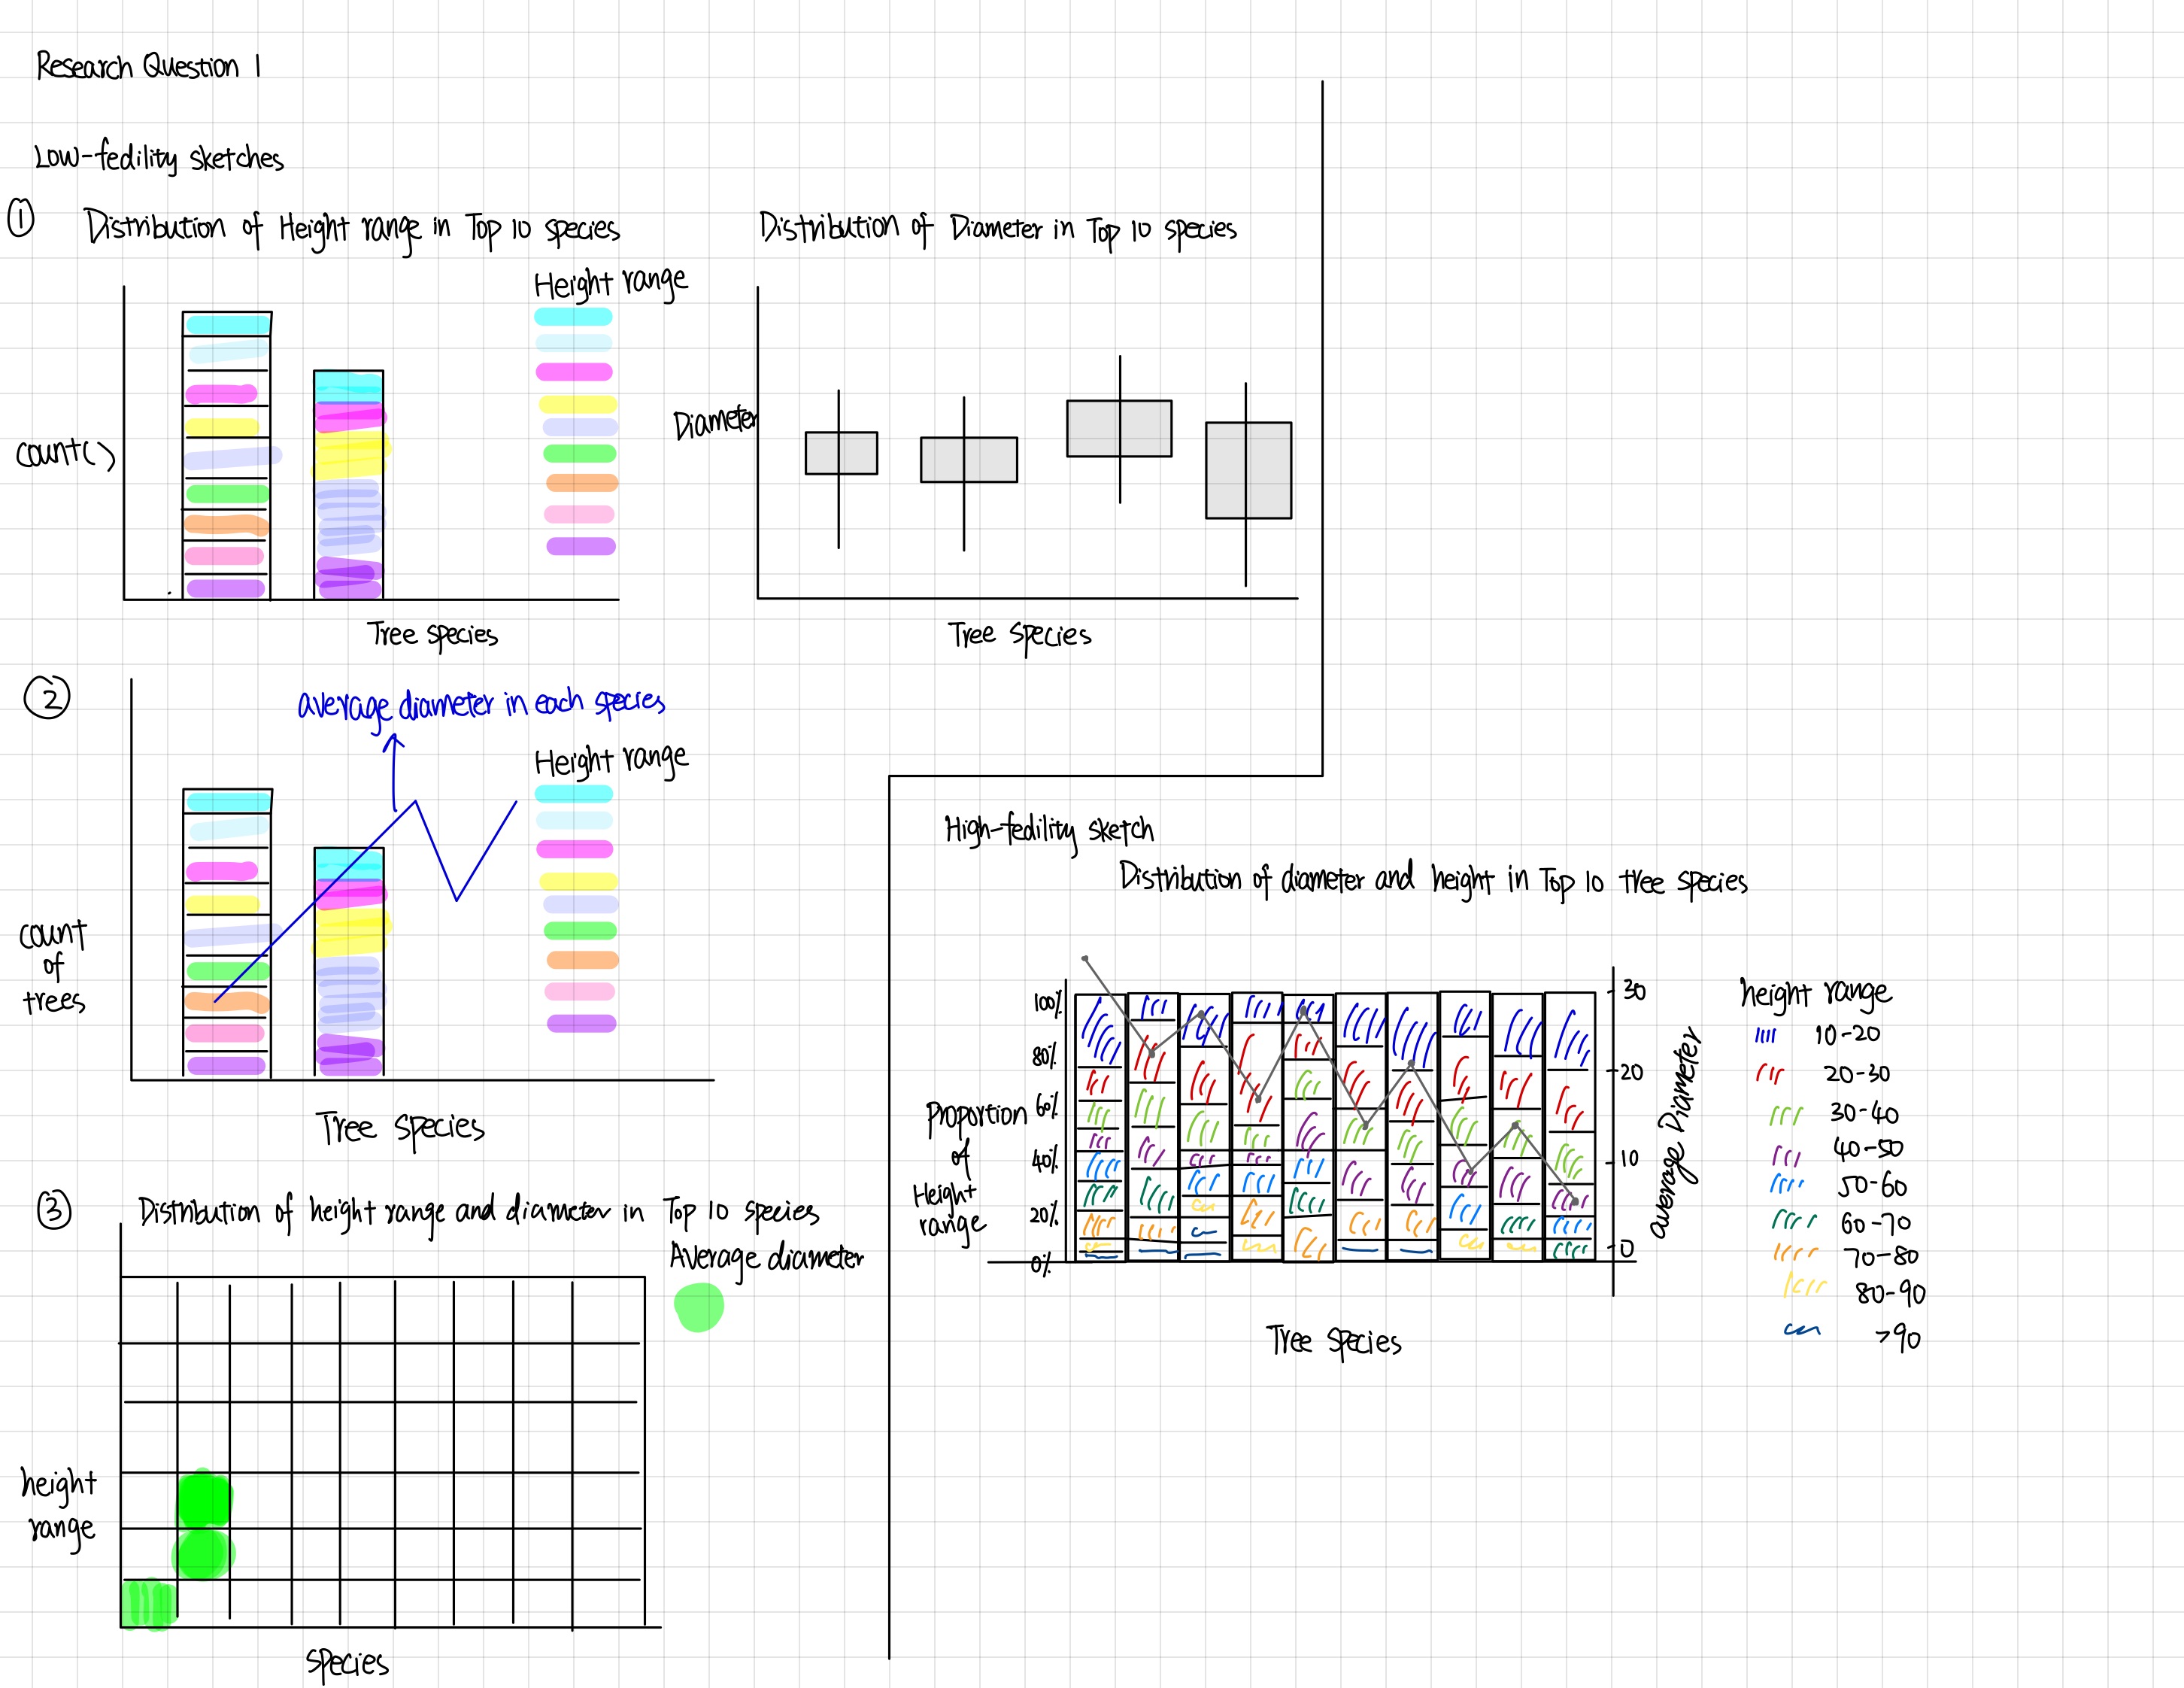 Research Question 1
Low-fedility sketches
①
Distribution of Height range in Top 10 species
count()
Height range
Tree species
Distribution of Diameter in Top 10 species
Diameter
Tree species
②
average diameter in each species
Height range
count
of
trees
Tree species
③
Distribution of height range and diameter in Top 10 species
Average diameter
height
range
species
High-fedility sketch
Distribution of diameter and height in Top 10 tree species
100%
80%
60%
40%
20%
0%
Proportion
of
Height
range
30
20
10
0
average Diameter
Tree species
height range
10-20
20-30
30-40
40-50
50-60
60-70
70-80
80-90
>90